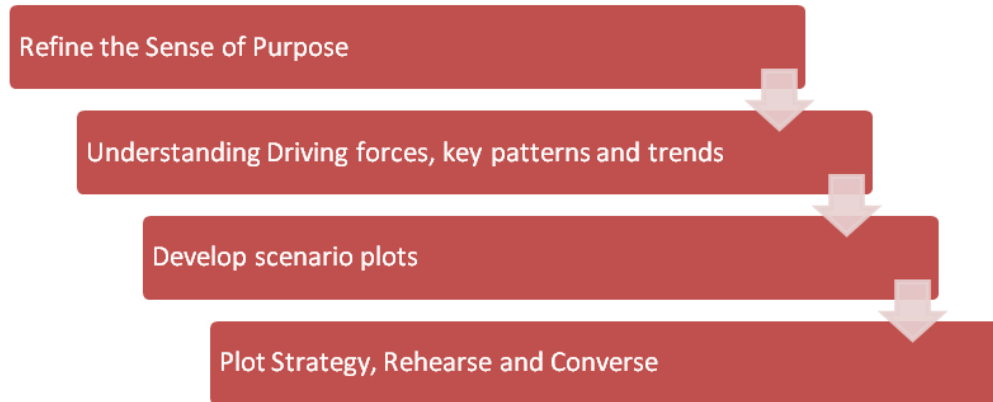 Refine the Sense of Purpose
Understanding Driving forces, key patterns and trends
Develop scenario plots
Plot Strategy, Rehearse and Converse